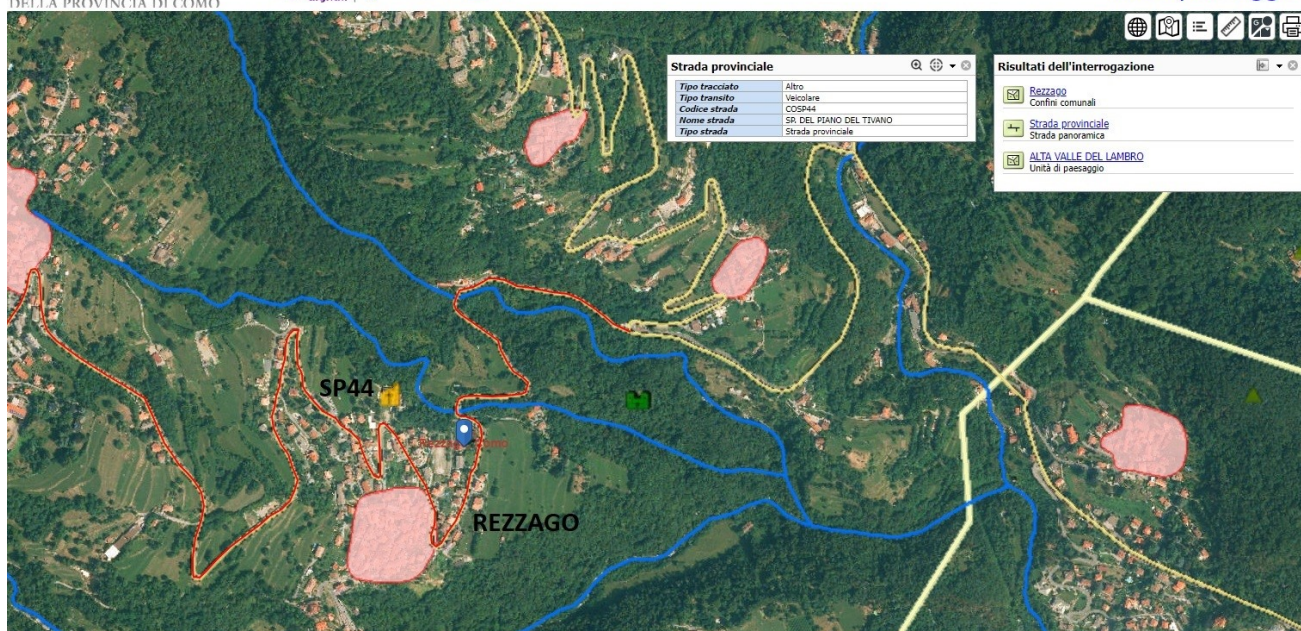 DELLA PROVINCIA DI COMO
Strada provinciale
Tipo tracciato Altro
Tipo transito Veicolare
Codice strada COSP44
Nome strada SP. DEL PIANO DEL TIVANO
Tipo strada Strada provinciale
Risultati dell'interrogazione
Rezzago
Confini comunali
Strada provinciale
Strada panoramica
ALTA VALLE DEL LAMBRO
Unità di paesaggio
SP44
REZZAGO